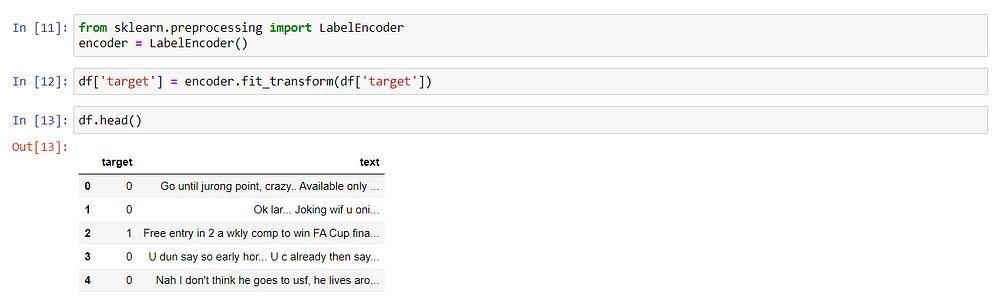 In [11]: from sklearn.preprocessing import LabelEncoder
encoder = LabelEncoder()
In [12]: df['target'] = encoder.fit_transform(df['target'])
In [13]: df.head()
Out[13]:
target text
0 0 Go until jurong point, crazy.. Available only ...
1 0 Ok lar... Joking wif u oni...
2 1 Free entry in 2 a wkly comp to win FA Cup fina...
3 0 U dun say so early hor... U c already then say...
4 0 Nah I don't think he goes to usf, he lives aro...